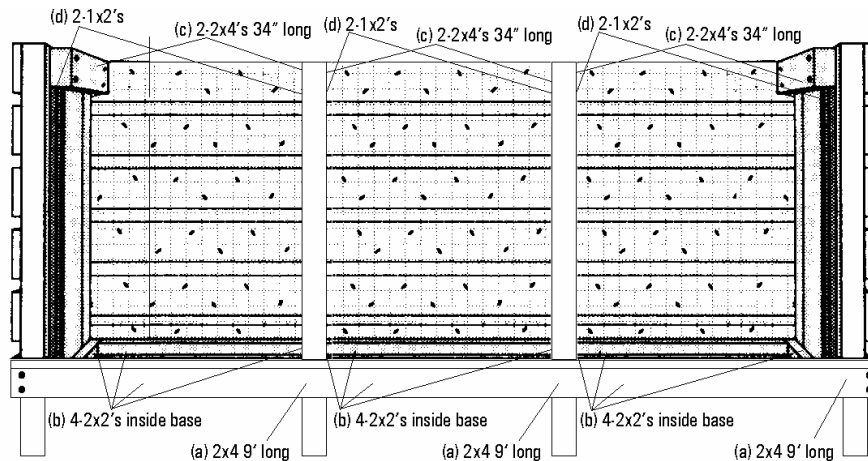 (d) 2-1x2's
(c) 2-2x4's 34" long
(d) 2-1x2's
(c) 2-2x4's 34" long
(d) 2-1x2's
(c) 2-2x4's 34" long
(b) 4-2x2's inside base
(b) 4-2x2's inside base
(b) 4-2x2's inside base
(a) 2x4 9' long
(a) 2x4 9' long
(a) 2x4 9' long